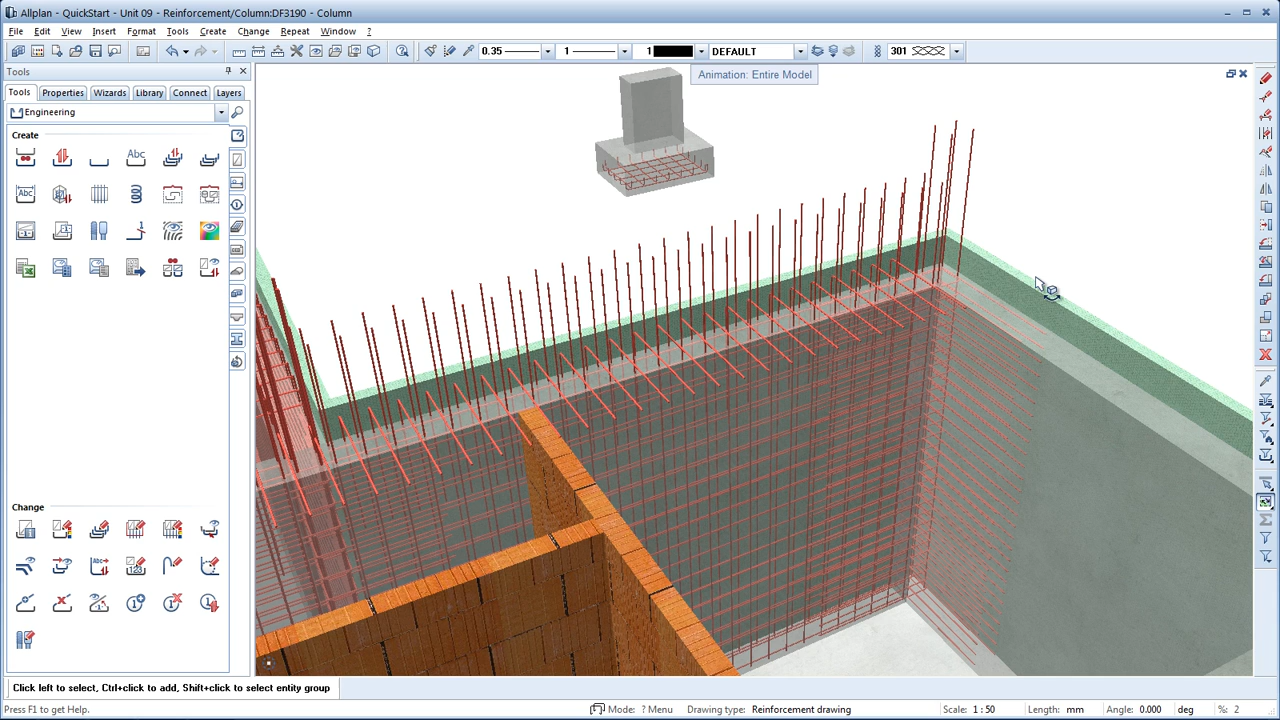 Allplan - QuickStart - Unit 09 - Reinforcement/Column:DF3190 - Column
File Edit View Insert Format Tools Create Change Repeat Window ?
0.35 1 1 DEFAULT 301
Tools
Animation: Entire Model
Tools Properties Wizards Library Connect Layers
Engineering
Create
Abc
Abc
Change
Abc
123
Click left to select, Ctrl+click to add, Shift+click to select entity group
Press F1 to get Help. Mode: ? Menu Drawing type: Reinforcement drawing Scale: 1 : 50 Length: mm Angle: 0.000 deg %: 2